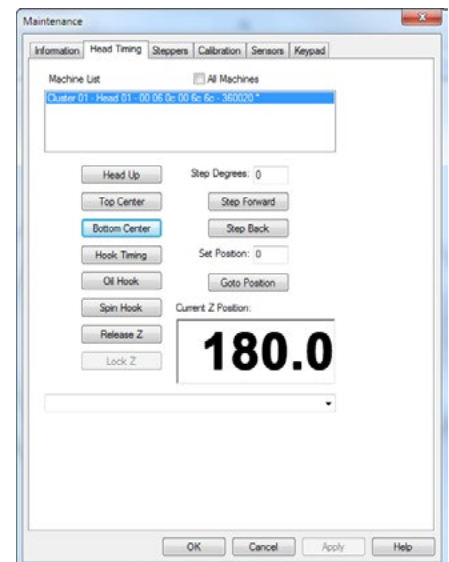 Maintenance
Information Head Timing Steppers Calibration Sensors Keypad
Machine List All Machines
Cluster 01 - Head 01 - 00 06 0c 00 6c 6c - 360020 *
Head Up Step Degrees: 0
Top Center Step Forward
Bottom Center Step Back
Hook Timing Set Position: 0
Oil Hook Goto Position
Spin Hook Current Z Position:
Release Z 180.0
Lock Z
OK Cancel Apply Help